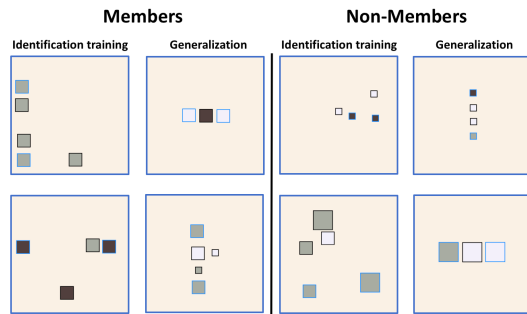 Members
Non-Members
Identification training
Generalization
Identification training
Generalization